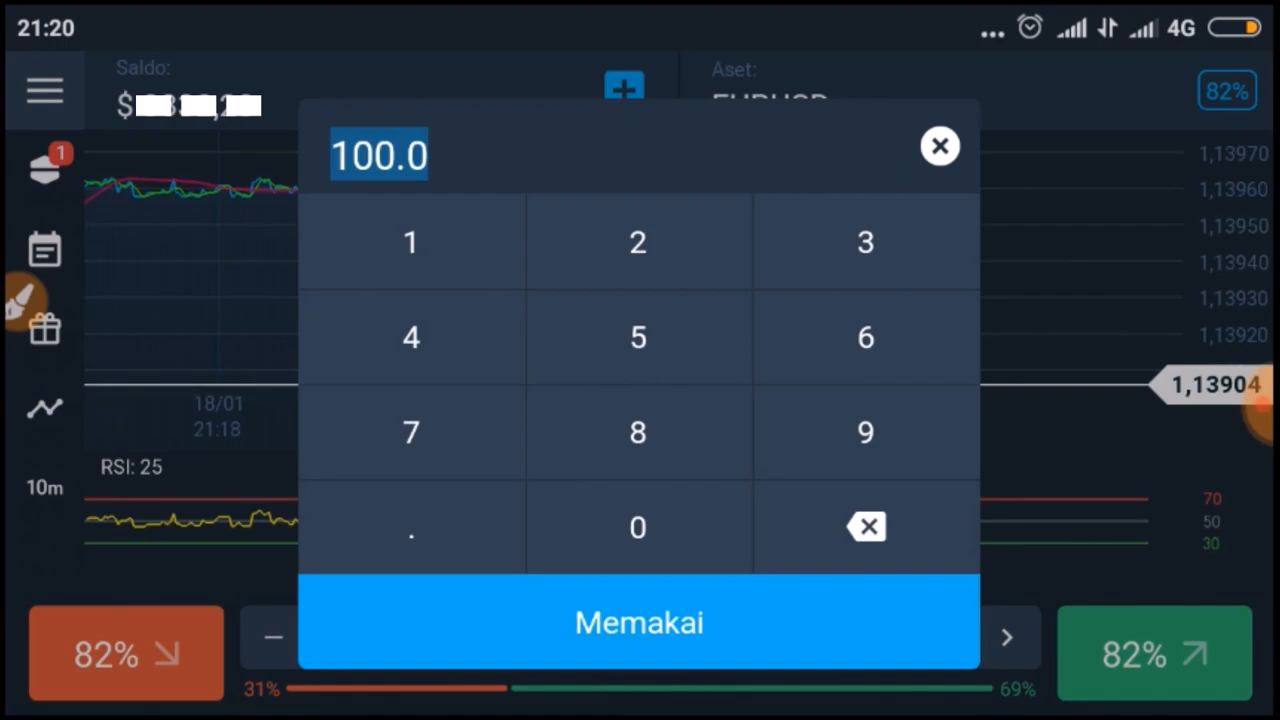 21:20
4G
Saldo:
$
Aset:
EURUSD
82%
1
100.0
1 2 3
4 5 6
7 8 9
. 0
Memakai
1,13970
1,13960
1,13950
1,13940
1,13930
1,13920
1,13904
18/01
21:18
RSI: 25
10m
70
50
30
82%
82%
31%
69%